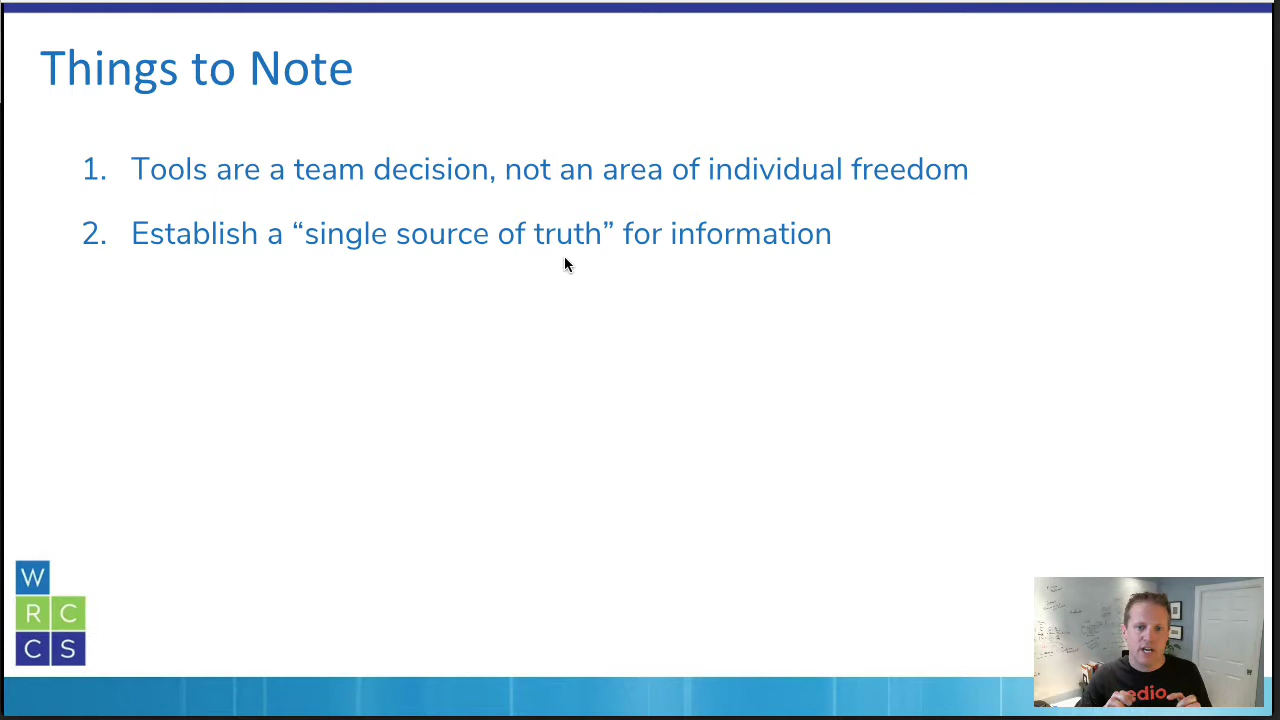 Things to Note
1. Tools are a team decision, not an area of individual freedom
2. Establish a “single source of truth” for information
W
R C
C S
edio